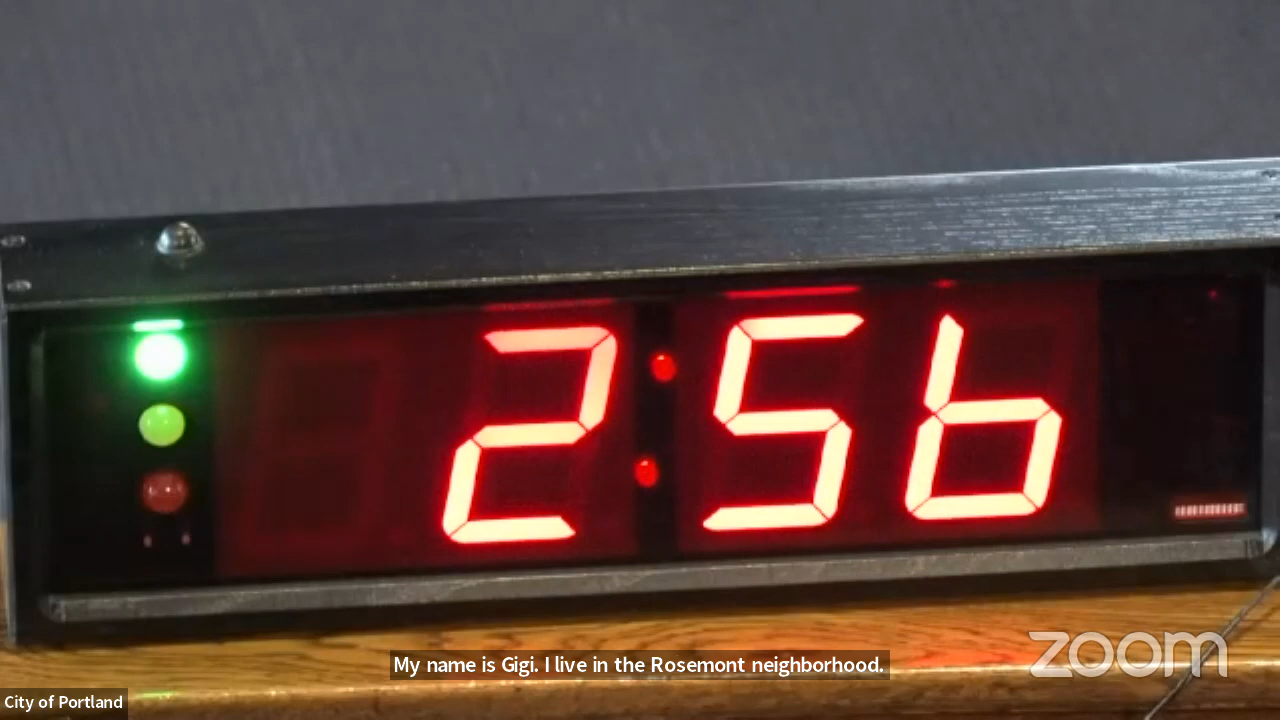 2:56
My name is Gigi. I live in the Rosemont neighborhood.
zoom
City of Portland